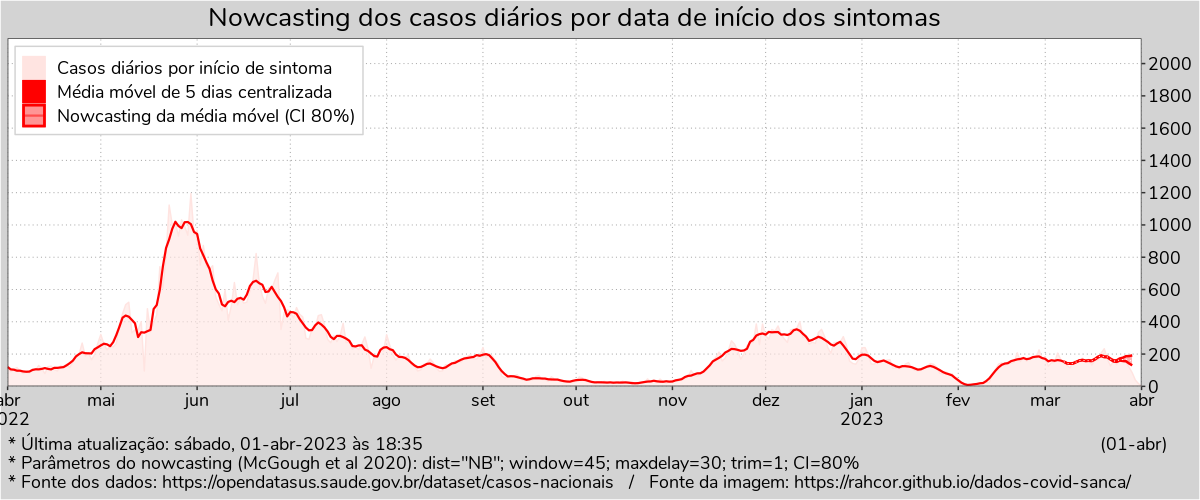 Nowcasting dos casos diários por data de início dos sintomas
Casos diários por início de sintoma
Média móvel de 5 dias centralizada
Nowcasting da média móvel (CI 80%)
2000
1800
1600
1400
1200
1000
800
600
400
200
0
abr mai jun jul ago set out nov dez jan fev mar abr
022 2023
* Última atualização: sábado, 01-abr-2023 às 18:35 (01-abr)
* Parâmetros do nowcasting (McGough et al 2020): dist="NB"; window=45; maxdelay=30; trim=1; CI=80%
* Fonte dos dados: https://opendatasus.saude.gov.br/dataset/casos-nacionais / Fonte da imagem: https://rahcor.github.io/dados-covid-sanca/